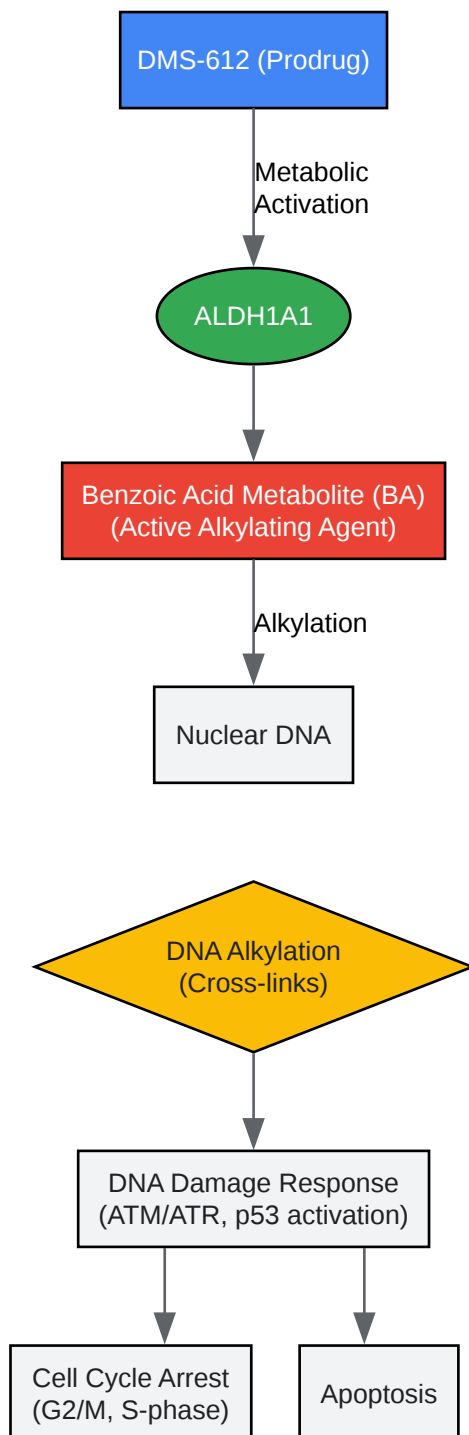 DMS-612 (Prodrug)
Metabolic
Activation
ALDH1A1
Benzoic Acid Metabolite (BA)
(Active Alkylating Agent)
Alkylation
Nuclear DNA
DNA Alkylation
(Cross-links)
DNA Damage Response
(ATM/ATR, p53 activation)
Cell Cycle Arrest
(G2/M, S-phase)
Apoptosis